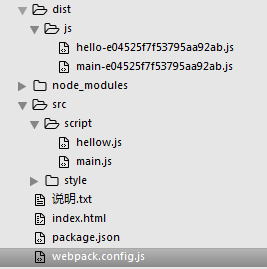 dist
js
hello-e04525f7f53795aa92ab.js
main-e04525f7f53795aa92ab.js
node_modules
src
script
hellow.js
main.js
style
说明.txt
index.html
package.json
webpack.config.js